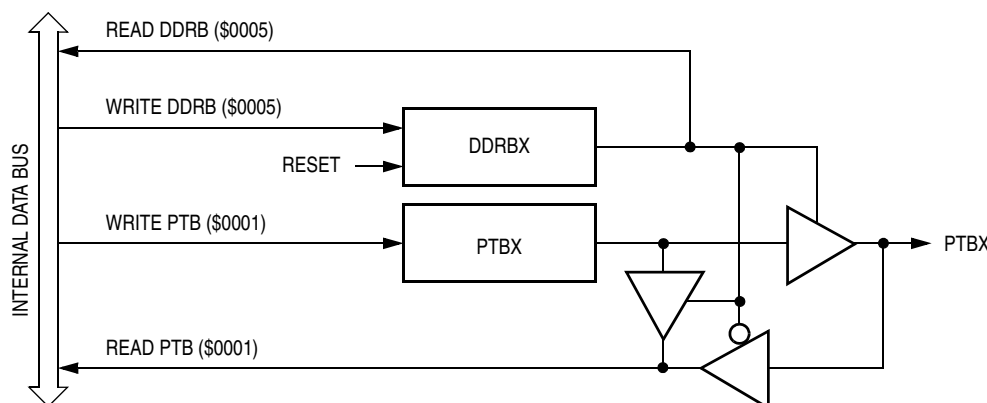 READ DDRB ($0005)
WRITE DDRB ($0005)
DDRBX
RESET
INTERNAL DATA BUS
WRITE PTB ($0001)
PTBX
PTBX
READ PTB ($0001)